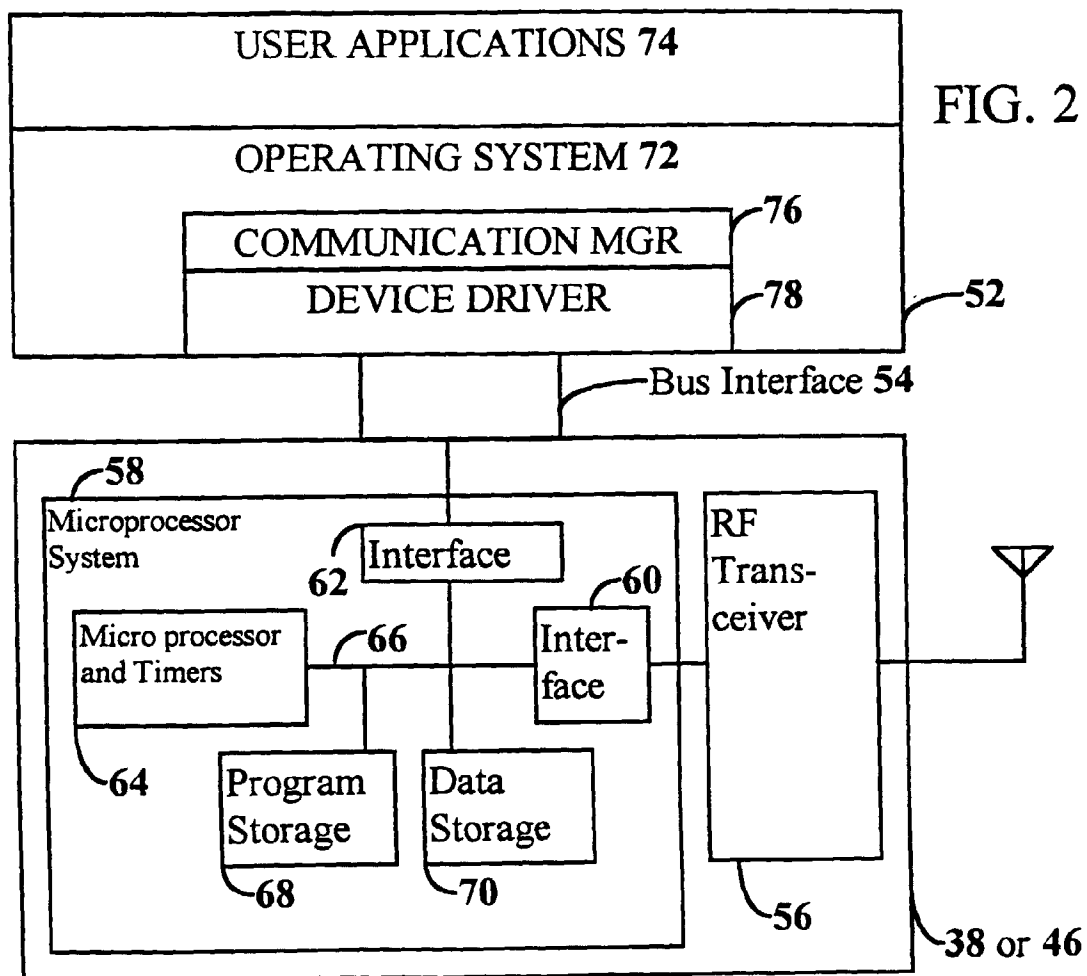 USER APPLICATIONS 74
FIG. 2
OPERATING SYSTEM 72
76
COMMUNICATION MGR
DEVICE DRIVER
78
52
Bus Interface 54
58
Microprocessor
System
62
Interface
60
RF
Trans-
ceiver
Micro processor
and Timers
66
Inter-
face
64
Program
Storage
68
Data
Storage
70
56
38 or 46